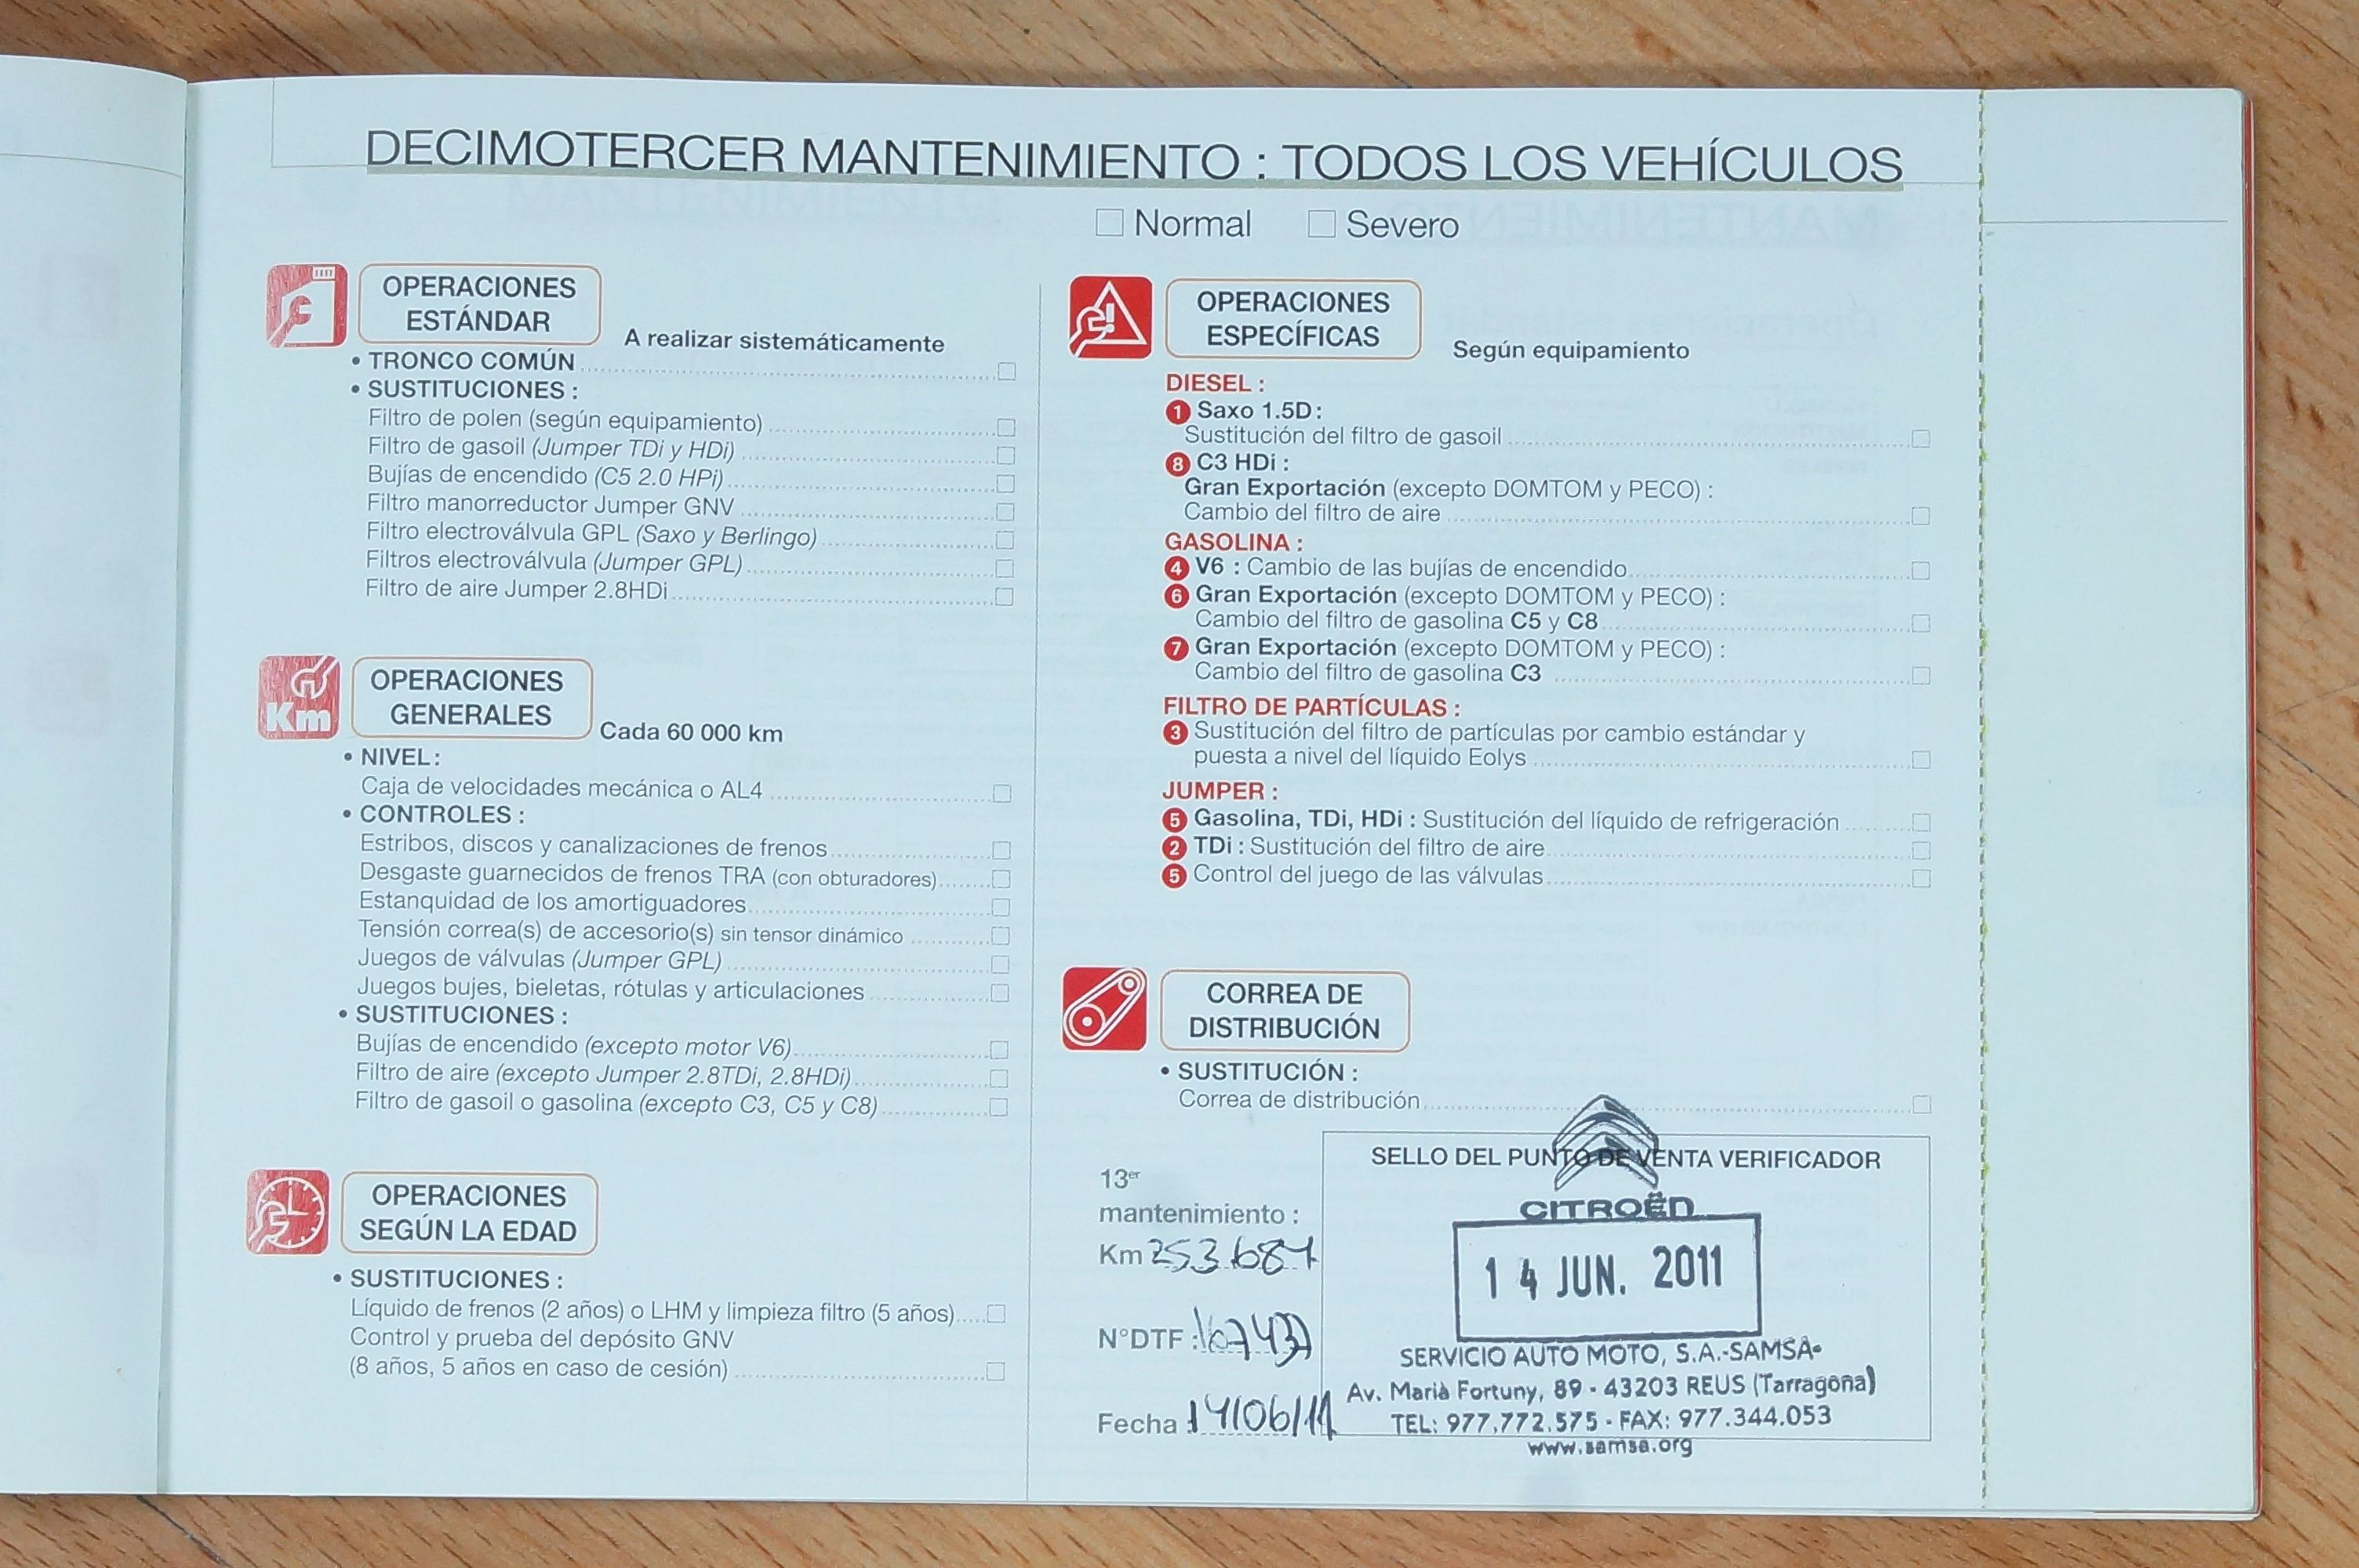 DECIMOTERCER MANTENIMIENTO : TODOS LOS VEHÍCULOS
Normal Severo
OPERACIONES
ESTÁNDAR
A realizar sistemáticamente
• TRONCO COMÚN
• SUSTITUCIONES :
Filtro de polen (según equipamiento)
Filtro de gasoil (Jumper TDi y HDi)
Bujías de encendido (C5 2.0 HPi)
Filtro manorreductor Jumper GNV
Filtro electroválvula GPL (Saxo y Berlingo)
Filtros electroválvula (Jumper GPL)
Filtro de aire Jumper 2.8HDi
Km
OPERACIONES
GENERALES
Cada 60 000 km
• NIVEL :
Caja de velocidades mecánica o AL4
• CONTROLES :
Estribos, discos y canalizaciones de frenos
Desgaste guarnecidos de frenos TRA (con obturadores)
Estanquidad de los amortiguadores
Tensión correa(s) de accesorio(s) sin tensor dinámico
Juegos de válvulas (Jumper GPL)
Juegos bujes, bieletas, rótulas y articulaciones
• SUSTITUCIONES :
Bujías de encendido (excepto motor V6)
Filtro de aire (excepto Jumper 2.8TDi, 2.8HDi)
Filtro de gasoil o gasolina (excepto C3, C5 y C8)
OPERACIONES
SEGÚN LA EDAD
• SUSTITUCIONES :
Líquido de frenos (2 años) o LHM y limpieza filtro (5 años)
Control y prueba del depósito GNV
(8 años, 5 años en caso de cesión)
OPERACIONES
ESPECÍFICAS
Según equipamiento
DIESEL :
1 Saxo 1.5D :
Sustitución del filtro de gasoil
8 C3 HDi :
Gran Exportación (excepto DOMTOM y PECO) :
Cambio del filtro de aire
GASOLINA :
4 V6 : Cambio de las bujías de encendido
6 Gran Exportación (excepto DOMTOM y PECO) :
Cambio del filtro de gasolina C5 y C8
7 Gran Exportación (excepto DOMTOM y PECO) :
Cambio del filtro de gasolina C3
FILTRO DE PARTÍCULAS :
3 Sustitución del filtro de partículas por cambio estándar y
puesta a nivel del líquido Eolys
JUMPER :
5 Gasolina, TDi, HDi : Sustitución del líquido de refrigeración
2 TDi : Sustitución del filtro de aire
5 Control del juego de las válvulas
CORREA DE
DISTRIBUCIÓN
• SUSTITUCIÓN :
Correa de distribución
13er
mantenimiento :
Km 253.681
N°DTF :
Fecha 14/06/11
SELLO DEL PUNTO DE VENTA VERIFICADOR
CITROËN
14 JUN. 2011
SERVICIO AUTO MOTO, S.A.-SAMSA-
Av. Marià Fortuny, 89 - 43203 REUS (Tarragona)
TEL: 977.772.575 - FAX: 977.344.053
www.samsa.org